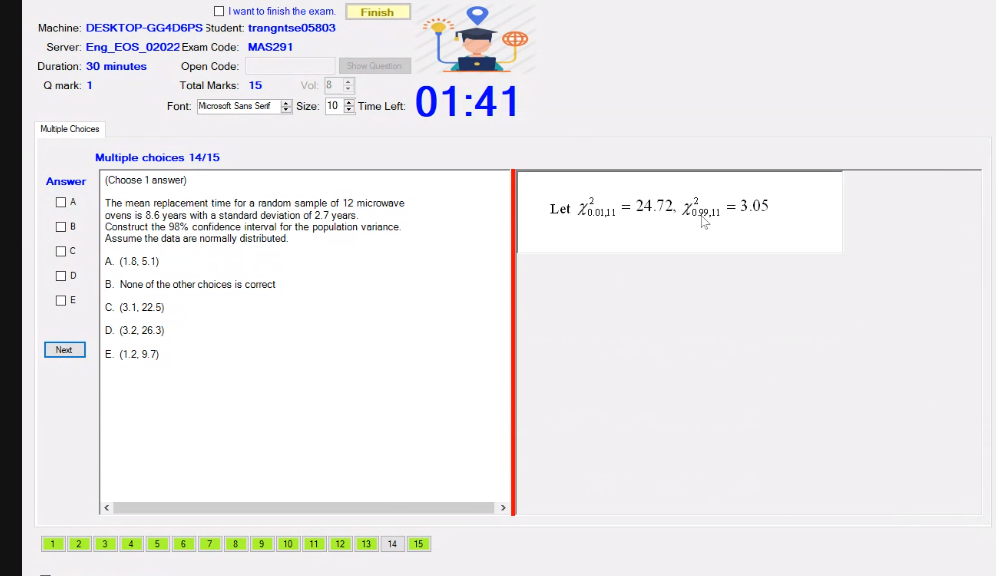 I want to finish the exam. Finish
Machine: DESKTOP-GG4D6PS Student: trangntse05803
Server: Eng_EOS_02022 Exam Code: MAS291
Duration: 30 minutes Open Code: Show Question
Q mark: 1 Total Marks: 15 Vol: 8
Font: Microsoft Sans Serif Size: 10 Time Left: 01:41
Multiple Choices
Multiple choices 14/15
Answer
A
B
C
D
E
Next
(Choose 1 answer)
The mean replacement time for a random sample of 12 microwave
ovens is 8.6 years with a standard deviation of 2.7 years.
Construct the 98% confidence interval for the population variance.
Assume the data are normally distributed.
A. (1.8, 5.1)
B. None of the other choices is correct
C. (3.1, 22.5)
D. (3.2, 26.3)
E. (1.2, 9.7)
Let χ²0.01,11 = 24.72, χ²0.99,11 = 3.05
1 2 3 4 5 6 7 8 9 10 11 12 13 14 15